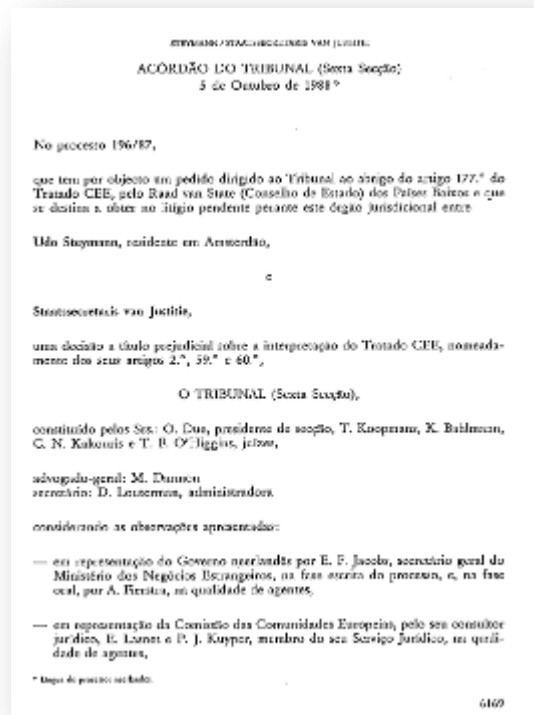 STEYMANN / STAATSSECRETARIS VAN JUSTITIE
ACÓRDÃO DO TRIBUNAL (Sexta Secção)
5 de Outubro de 1988 *
No processo 196/87,
que tem por objecto um pedido dirigido ao Tribunal ao abrigo do artigo 177.° do
Tratado CEE, pelo Raad van State (Conselho de Estado) dos Países Baixos e que
se destina a obter no litígio pendente perante este órgão jurisdicional entre
Udo Steymann, residente em Amsterdão,
e
Staatssecretaris van Justitie,
uma decisão a título prejudicial sobre a interpretação do Tratado CEE, nomeada-
mente dos seus artigos 2.°, 59.° e 60.°,
O TRIBUNAL (Sexta Secção),
constituído pelos Srs.: O. Due, presidente de secção, T. Koopmans, K. Bahlmann,
C. N. Kakouris e T. F. O'Higgins, juízes,
advogado-geral: M. Darmon
secretário: D. Louterman, administradora
considerando as observações apresentadas:
— em representação do Governo neerlandês por E. F. Jacobs, secretário geral do
Ministério dos Negócios Estrangeiros, na fase escrita do processo, e, na fase
oral, por A. Fierstra, na qualidade de agentes,
— em representação da Comissão das Comunidades Europeias, pelo seu consultor
jurídico, E. Lasnet e P. J. Kuyper, membro do seu Serviço Jurídico, na quali-
dade de agentes,
* Língua do processo: neerlandês.
6169